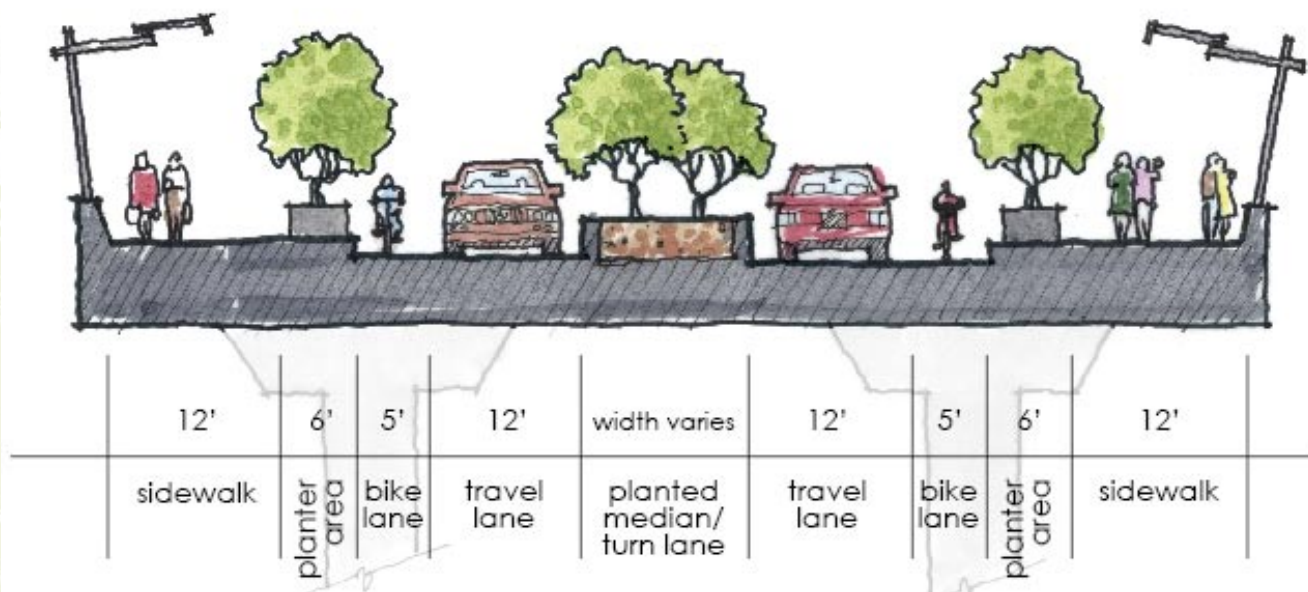 12' 6' 5' 12' width varies 12' 5' 6' 12'
sidewalk
planter
area
bike
lane
travel
lane
planted
median/
turn lane
travel
lane
bike
lane
planter
area
sidewalk